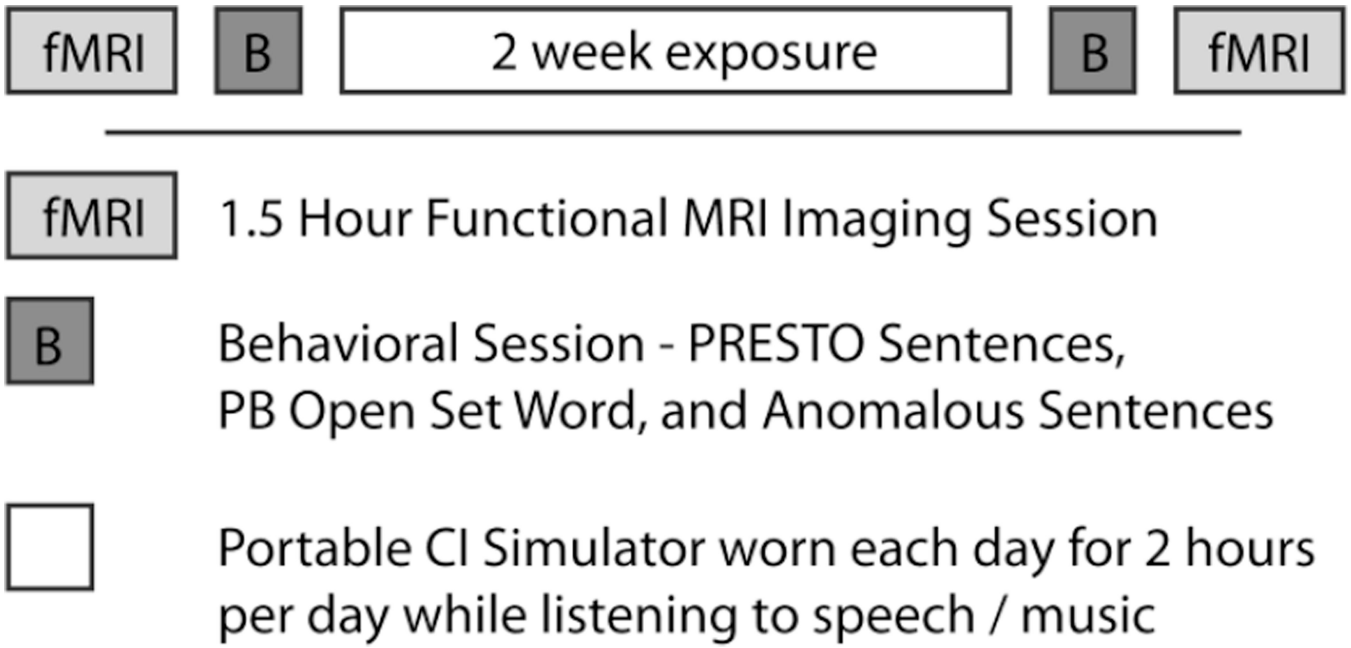 fMRI B 2 week exposure B fMRI
fMRI 1.5 Hour Functional MRI Imaging Session
B Behavioral Session - PRESTO Sentences,
PB Open Set Word, and Anomalous Sentences
Portable CI Simulator worn each day for 2 hours
per day while listening to speech / music